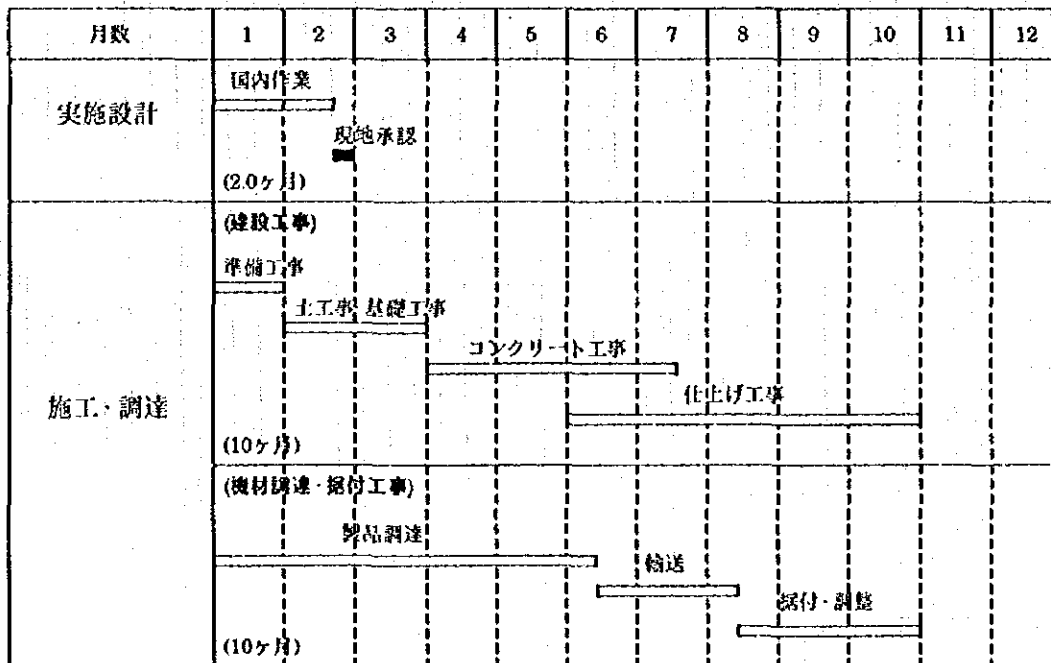 月数 1 2 3 4 5 6 7 8 9 10 11 12
実施設計
国内作業
現地承認
(2.0ヶ月)
施工・調達
(建設工事)
準備工事
土工事 基礎工事
コンクリート工事
仕上げ工事
(10ヶ月)
(機材調達・据付工事)
製品調達
輸送
据付・調整
(10ヶ月)